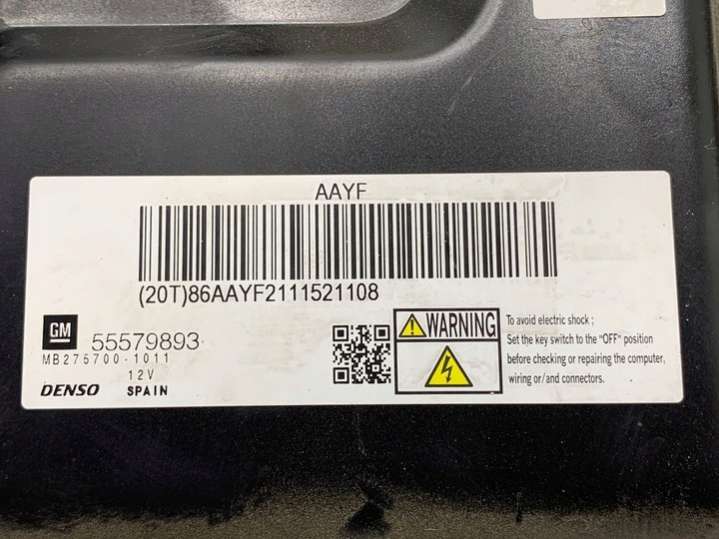 AAYF
(20T)86AAYF2111521108
GM
55579893
MB275700-1011
12V
DENSO SPAIN
WARNING
To avoid electric shock ;
Set the key switch to the "OFF" position
before checking or repairing the computer,
wiring or/and connectors.